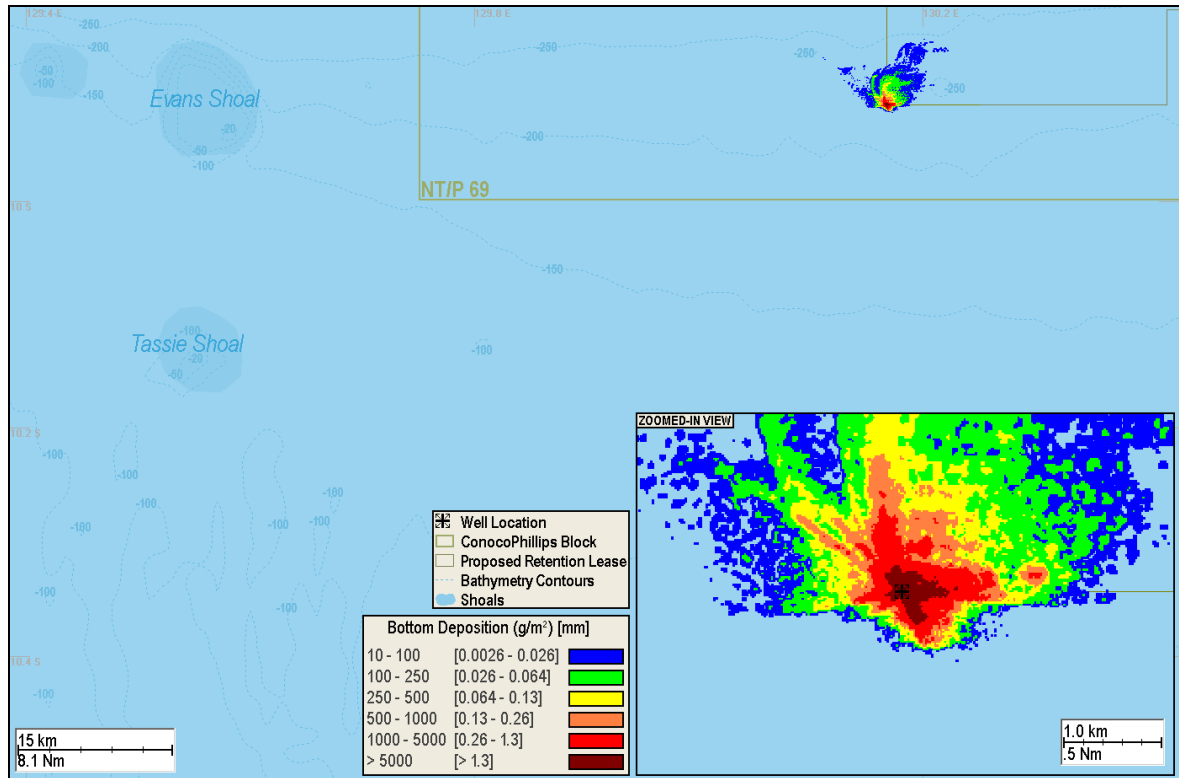 129.4 E
129.8 E
130.2 E
-250
-200
-50
-100
-150
Evans Shoal
-20
-50
-100
-250
-250
-250
-200
NT/P 69
10 S
-150
-100
Tassie Shoal
-100
-20
-50
10.2 S
-100
-100
-100
-100
-100
-100
-100
-100
-100
10.4 S
-100
15 km
8.1 Nm
Well Location
ConocoPhillips Block
Proposed Retention Lease
Bathymetry Contours
Shoals
Bottom Deposition (g/m²) [mm]
10 - 100 [0.0026 - 0.026]
100 - 250 [0.026 - 0.064]
250 - 500 [0.064 - 0.13]
500 - 1000 [0.13 - 0.26]
1000 - 5000 [0.26 - 1.3]
> 5000 [> 1.3]
ZOOMED-IN VIEW
1.0 km
.5 Nm